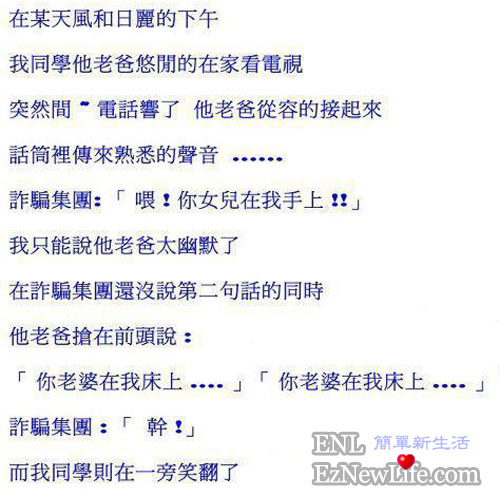 在某天風和日麗的下午
我同學他老爸悠閒的在家看電視
突然間 ~ 電話響了 他老爸從容的接起來
話筒裡傳來熟悉的聲音 ......
詐騙集團:「 喂 ! 你女兒在我手上 !!」
我只能說他老爸太幽默了
在詐騙集團還沒說第二句話的同時
他老爸搶在前頭說 :
「 你老婆在我床上 .... 」「 你老婆在我床上 .... 」
詐騙集團 :「 幹 !」
而我同學則在一旁笑翻了
ENL 簡單新生活
EzNewLife.com